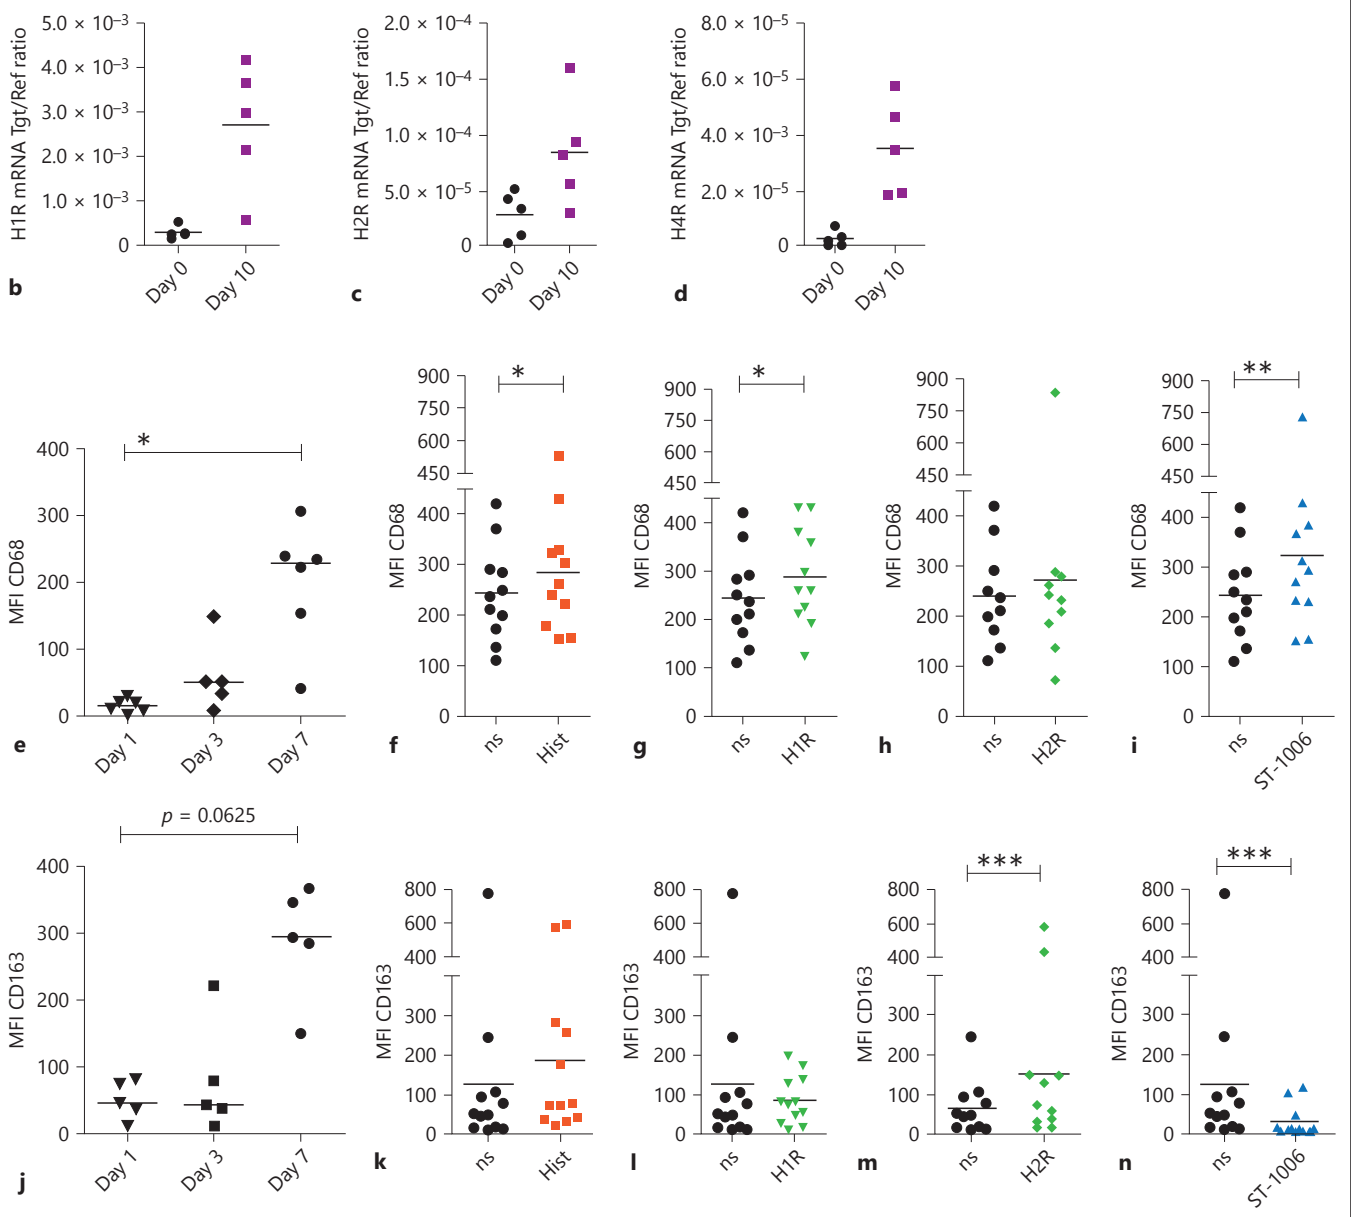 H1R mRNA Tgt/Ref ratio
5.0 × 10⁻³
4.0 × 10⁻³
3.0 × 10⁻³
2.0 × 10⁻³
1.0 × 10⁻³
0
Day 0
Day 10
b
H2R mRNA Tgt/Ref ratio
2.0 × 10⁻⁴
1.5 × 10⁻⁴
1.0 × 10⁻⁴
5.0 × 10⁻⁵
0
Day 0
Day 10
c
H4R mRNA Tgt/Ref ratio
8.0 × 10⁻⁵
6.0 × 10⁻⁵
4.0 × 10⁻³
2.0 × 10⁻⁵
0
Day 0
Day 10
d
MFI CD68
400
300
200
100
0
*
Day 1
Day 3
Day 7
e
MFI CD68
900
750
600
450
400
300
200
100
0
*
ns
Hist
f
MFI CD68
900
750
600
450
400
300
200
100
0
*
ns
H1R
g
MFI CD68
900
750
600
450
400
300
200
100
0
ns
H2R
h
MFI CD68
900
750
600
450
400
300
200
100
0
**
ns
ST-1006
i
p = 0.0625
MFI CD163
400
300
200
100
0
Day 1
Day 3
Day 7
j
MFI CD163
800
600
400
300
200
100
0
ns
Hist
k
MFI CD163
800
600
400
300
200
100
0
ns
H1R
l
MFI CD163
800
600
400
300
200
100
0
***
ns
H2R
m
MFI CD163
800
600
400
300
200
100
0
***
ns
ST-1006
n